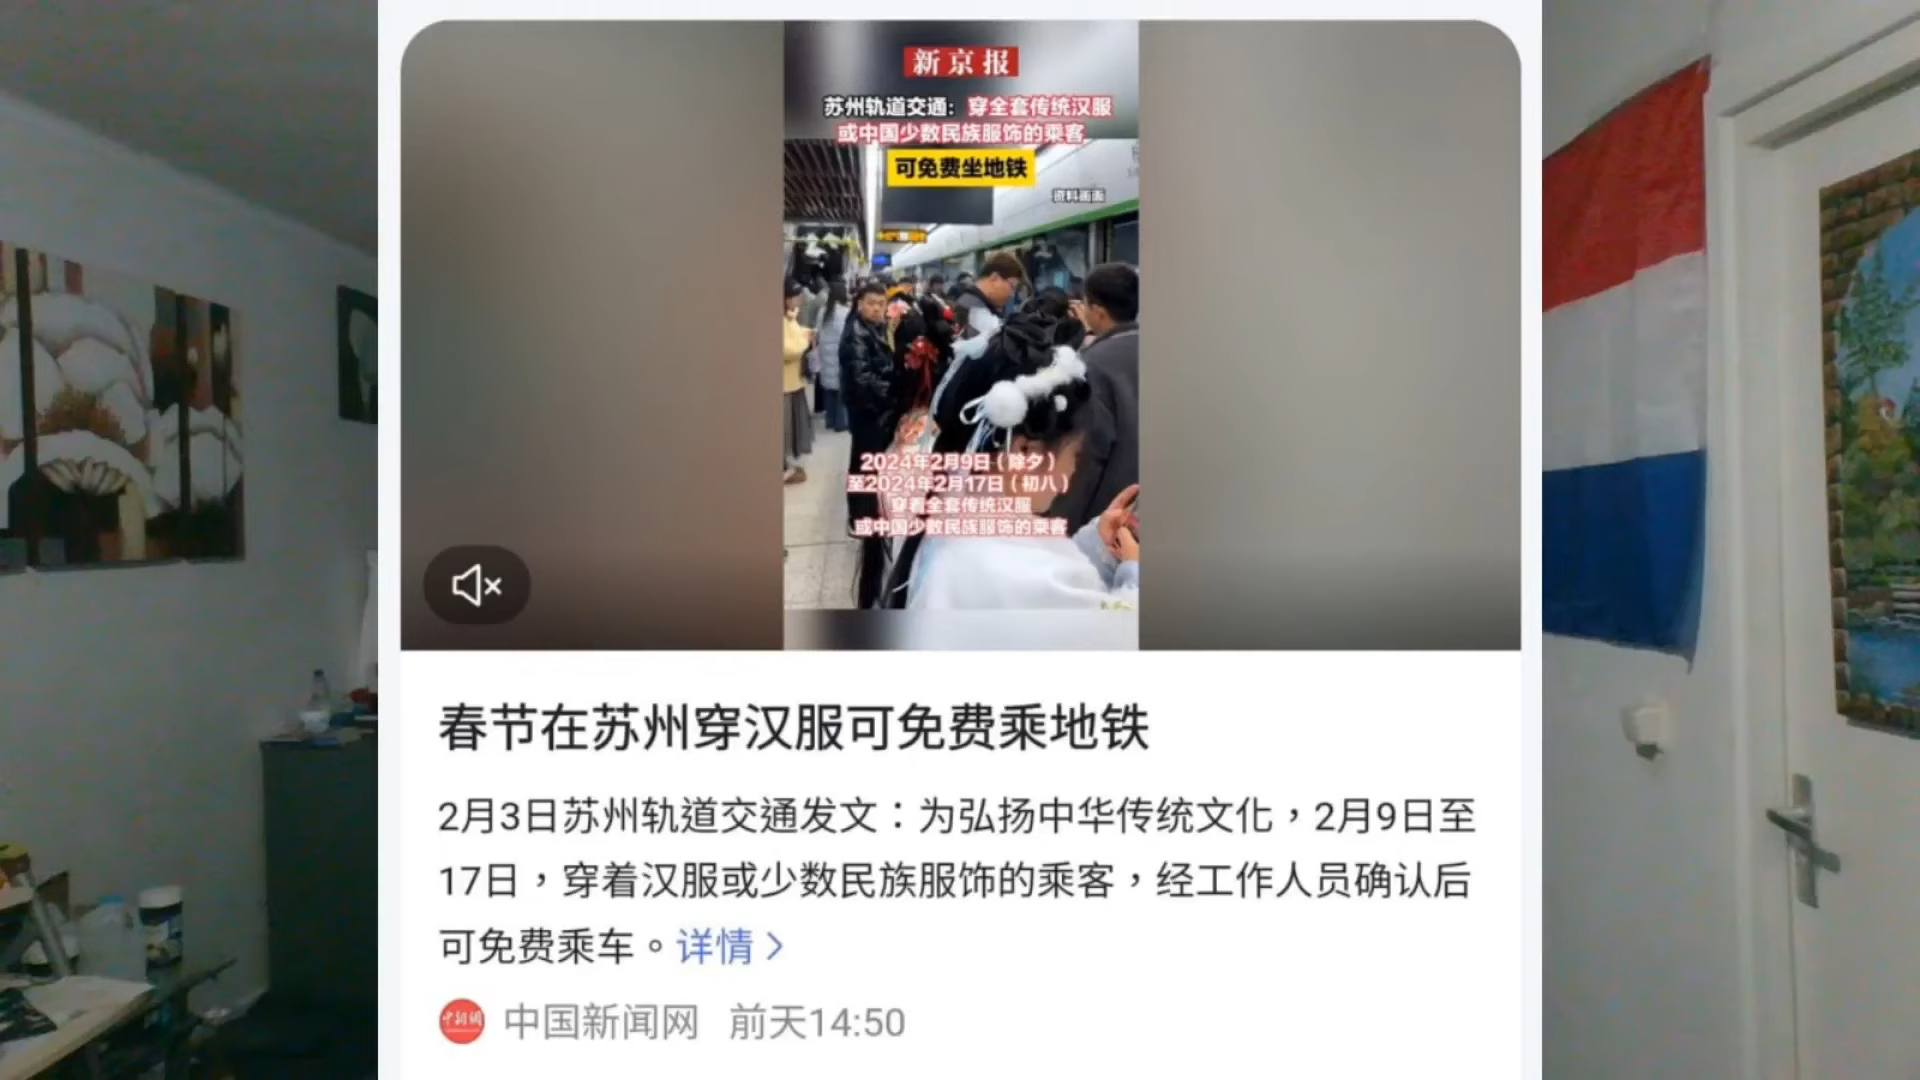 新京报
苏州轨道交通：穿全套传统汉服
或中国少数民族服饰的乘客
可免费坐地铁
资料画面
2024年2月9日（除夕）
至2024年2月17日（初八）
穿着全套传统汉服
或中国少数民族服饰的乘客
春节在苏州穿汉服可免费乘地铁
2月3日苏州轨道交通发文：为弘扬中华传统文化，2月9日至
17日，穿着汉服或少数民族服饰的乘客，经工作人员确认后
可免费乘车。详情 >
中新網 中国新闻网 前天14:50